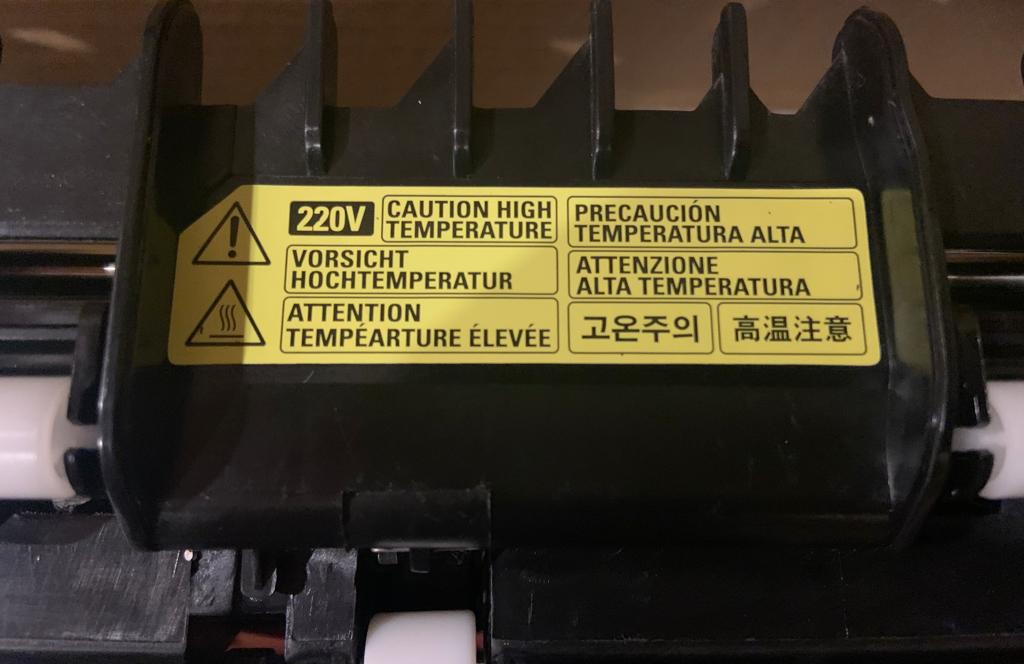 220V
CAUTION HIGH
TEMPERATURE
PRECAUCIÓN
TEMPERATURA ALTA
VORSICHT
HOCHTEMPERATUR
ATTENZIONE
ALTA TEMPERATURA
ATTENTION
TEMPÉARTURE ÉLEVÉE
고온주의
高温注意